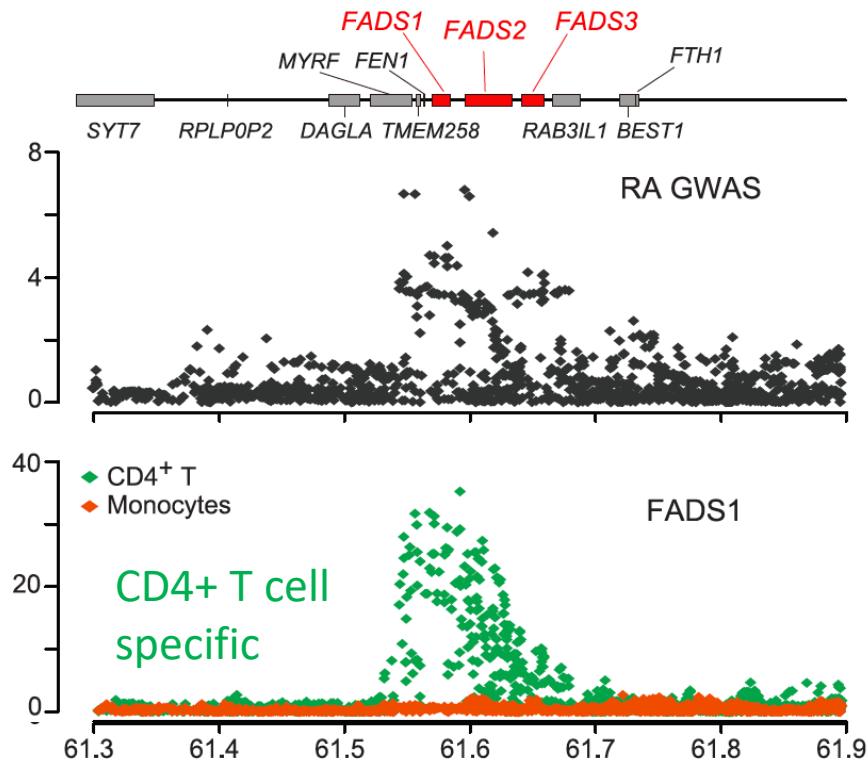 FADS1 FADS2 FADS3
MYRF FEN1 FTH1
SYT7 RPLP0P2 DAGLA TMEM258 RAB3IL1 BEST1
8
RA GWAS
4
0
40
CD4+ T
Monocytes
FADS1
20
CD4+ T cell
specific
0
61.3 61.4 61.5 61.6 61.7 61.8 61.9